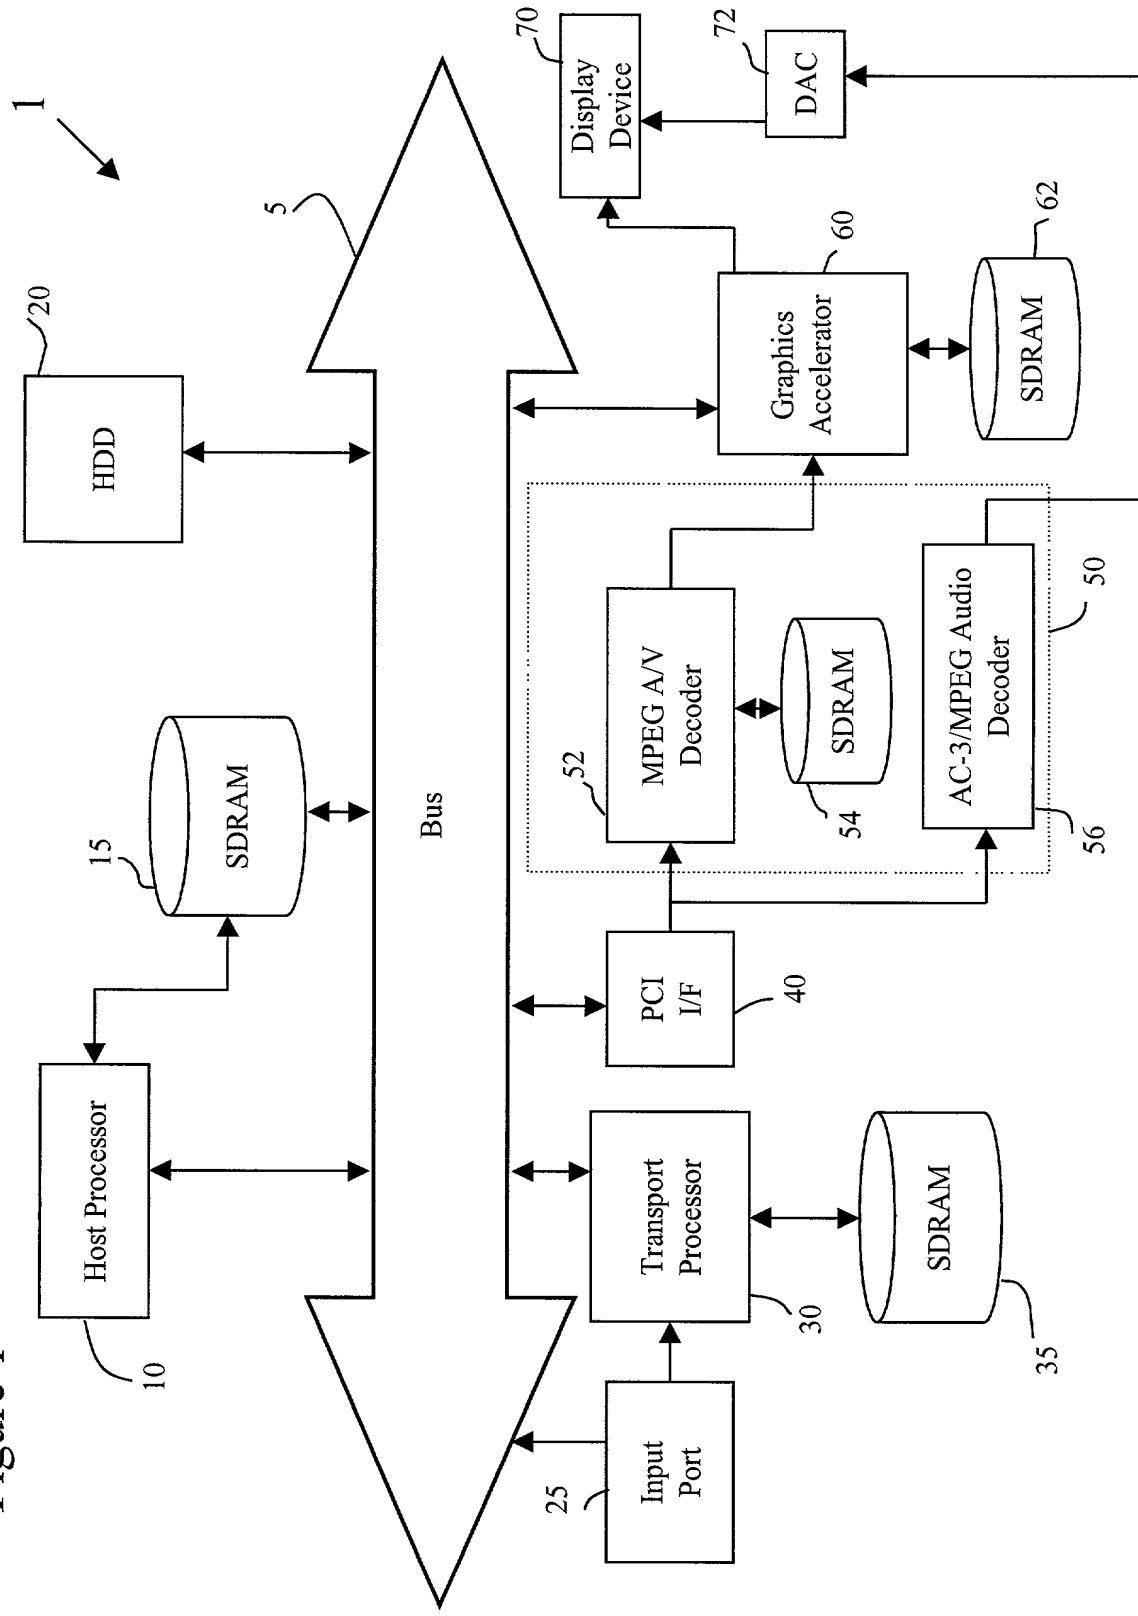 Figure 1
1
Host Processor
10
SDRAM
15
HDD
20
5
Bus
Input
Port
25
Transport
Processor
30
SDRAM
35
PCI
I/F
40
MPEG A/V
Decoder
52
SDRAM
54
AC-3/MPEG Audio
Decoder
56
50
Graphics
Accelerator
60
SDRAM
62
Display
Device
70
DAC
72